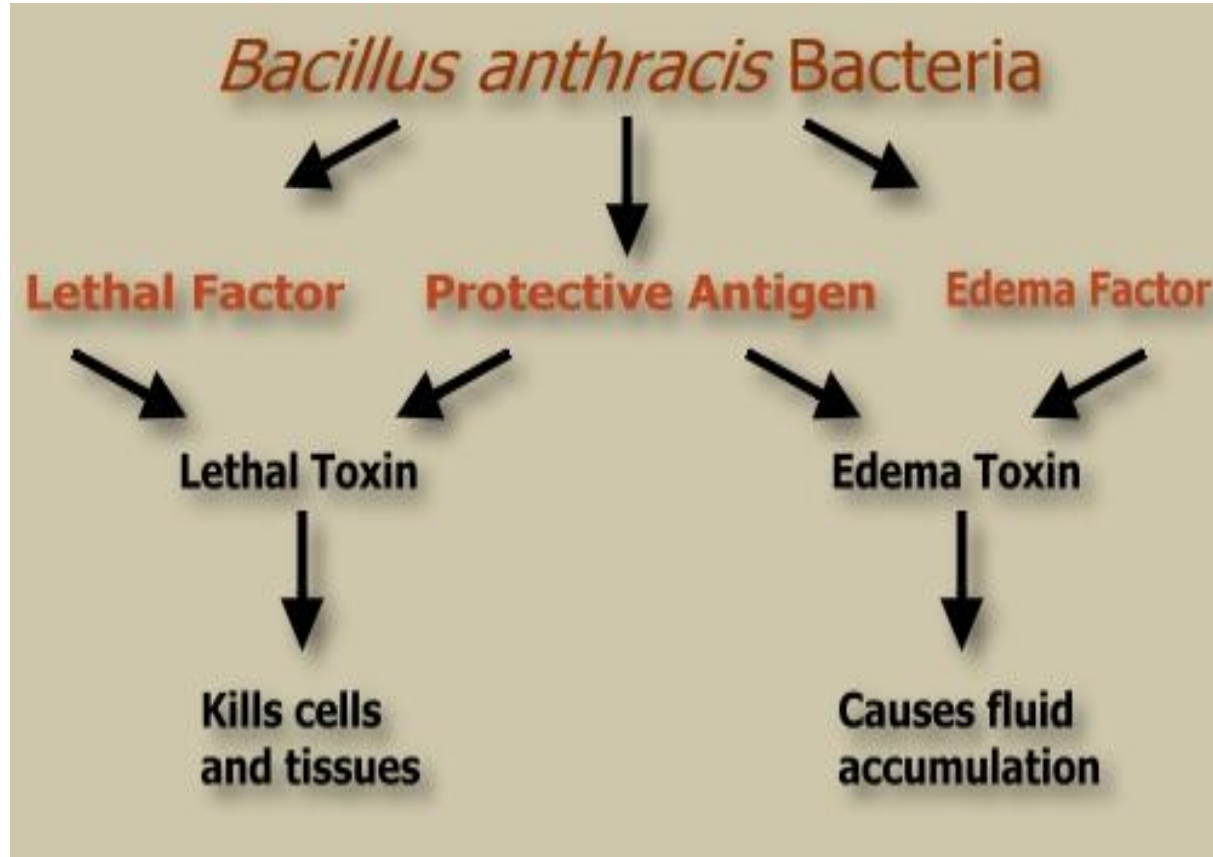 Bacillus anthracis Bacteria
Lethal Factor
Protective Antigen
Edema Factor
Lethal Toxin
Edema Toxin
Kills cells
and tissues
Causes fluid
accumulation